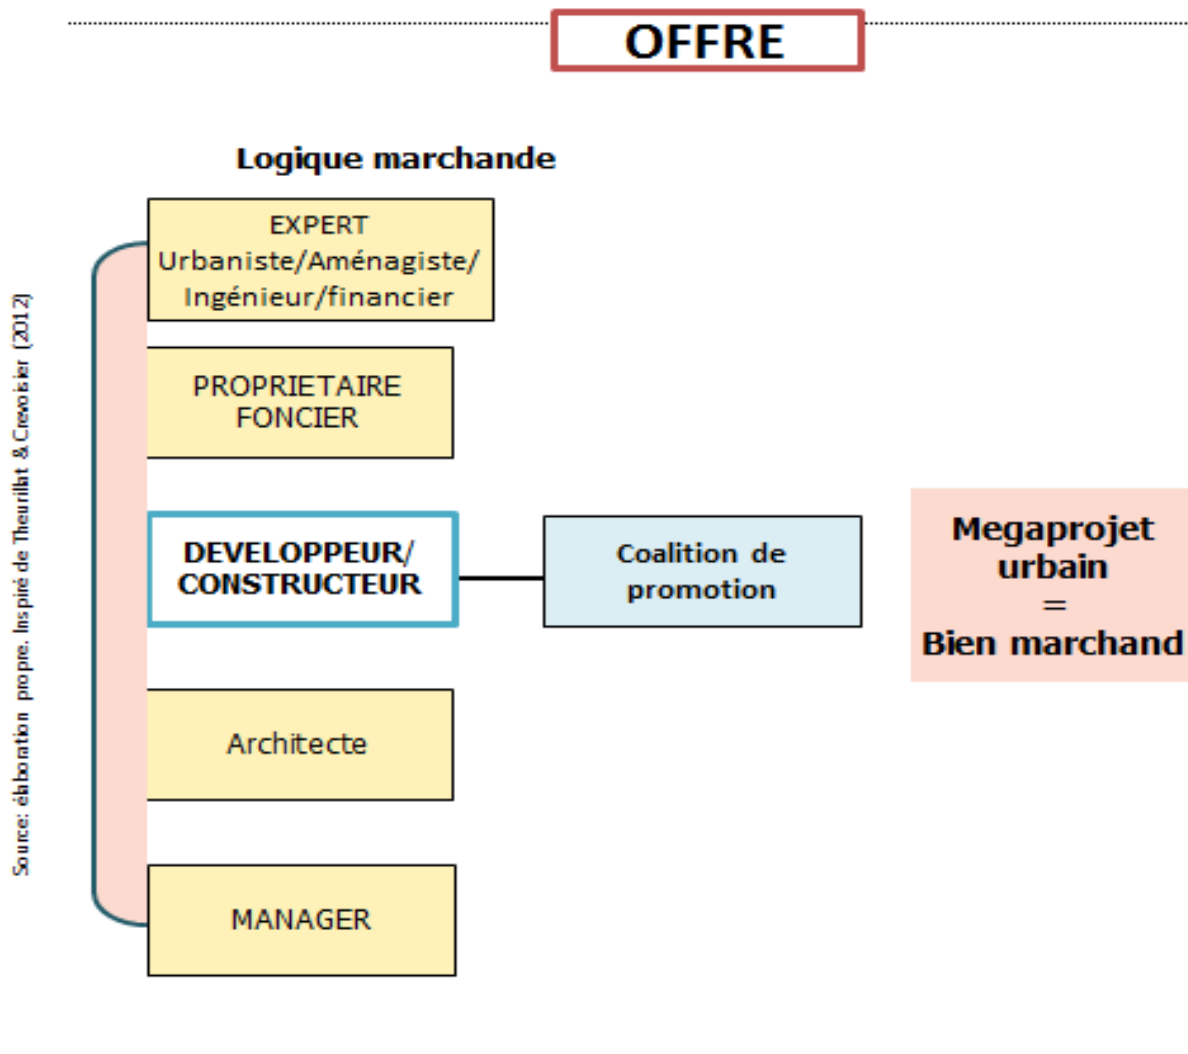 OFFRE
Logique marchande
EXPERT
Urbaniste/Aménagiste/
Ingénieur/financier
PROPRIETAIRE
FONCIER
DEVELOPPEUR/
CONSTRUCTEUR
Coalition de
promotion
Megaprojet
urbain
=
Bien marchand
Architecte
MANAGER
Source: élaboration propre. Inspiré de Theurillat & Crevoisier (2012)